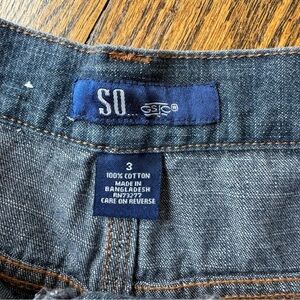 SO...
3
100% COTTON
MADE IN
BANGLADESH
RN73277
CARE ON REVERSE